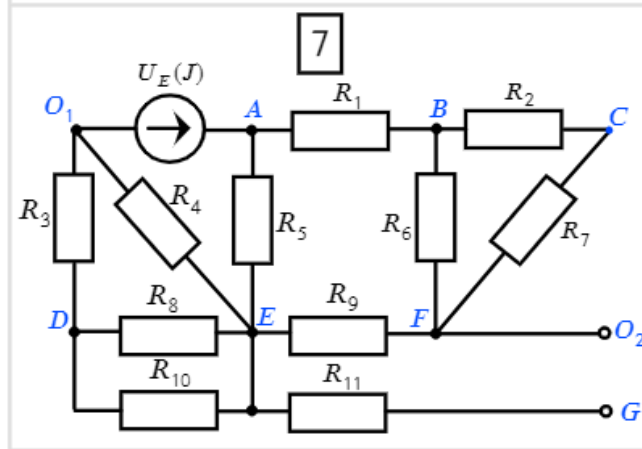 7
U_E(J)
O₁ A R₁ B R₂ C
R₃ R₄ R₅ R₆ R₇
D R₈ E R₉ F O₂
R₁₀ R₁₁ G